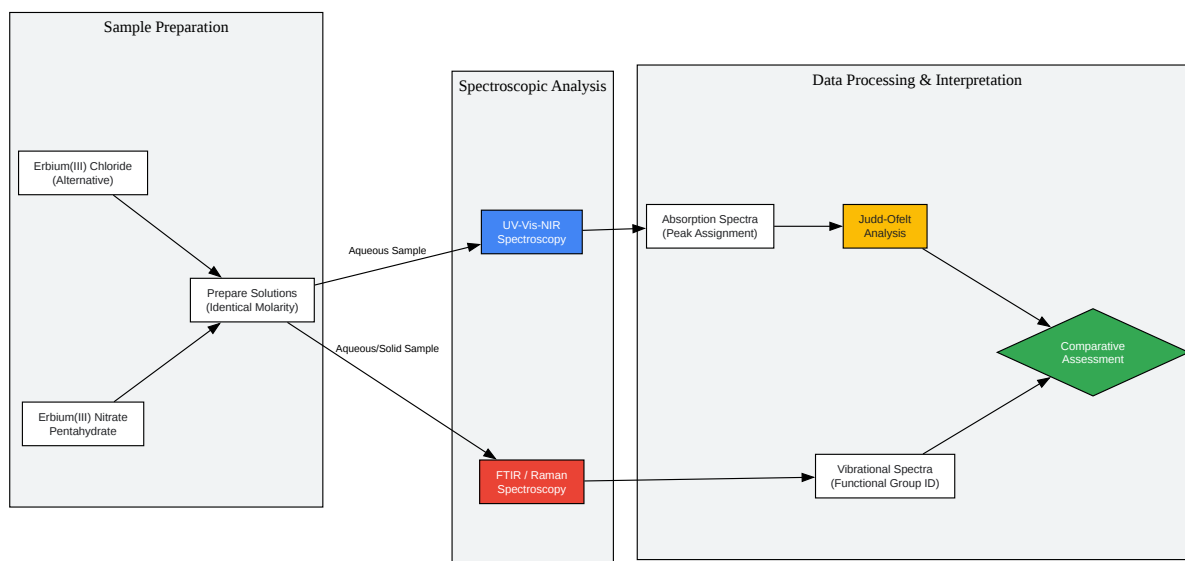 Sample Preparation
Erbium(III) Chloride
(Alternative)
Prepare Solutions
(Identical Molarity)
Erbium(III) Nitrate
Pentahydrate
Aqueous Sample
Aqueous/Solid Sample
Spectroscopic Analysis
UV-Vis-NIR
Spectroscopy
FTIR / Raman
Spectroscopy
Data Processing & Interpretation
Absorption Spectra
(Peak Assignment)
Judd-Ofelt
Analysis
Comparative
Assessment
Vibrational Spectra
(Functional Group ID)